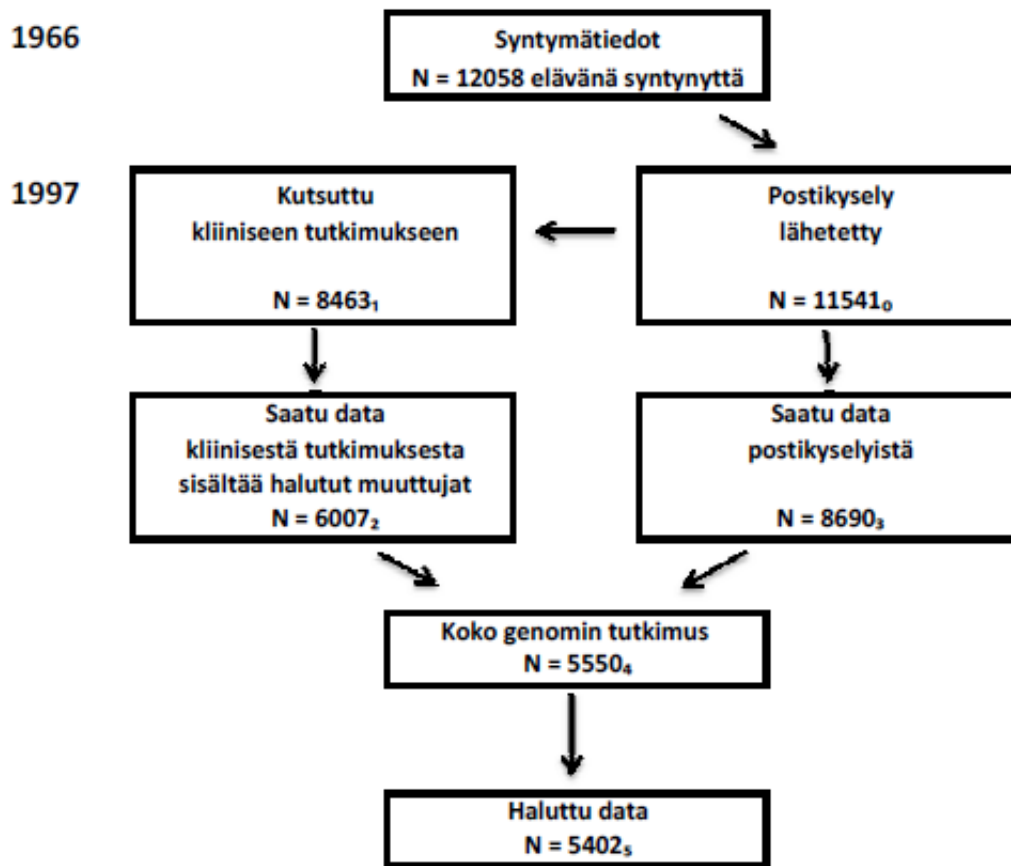 1966
Syntymätiedot
N = 12058 elävänä syntynyttä
1997
Kutsuttu
kliiniseen tutkimukseen
N = 8463₁
Postikysely
lähetetty
N = 11541₀
Saatu data
kliinisestä tutkimuksesta
sisältää halutut muuttujat
N = 6007₂
Saatu data
postikyselyistä
N = 8690₃
Koko genomin tutkimus
N = 5550₄
Haluttu data
N = 5402₅